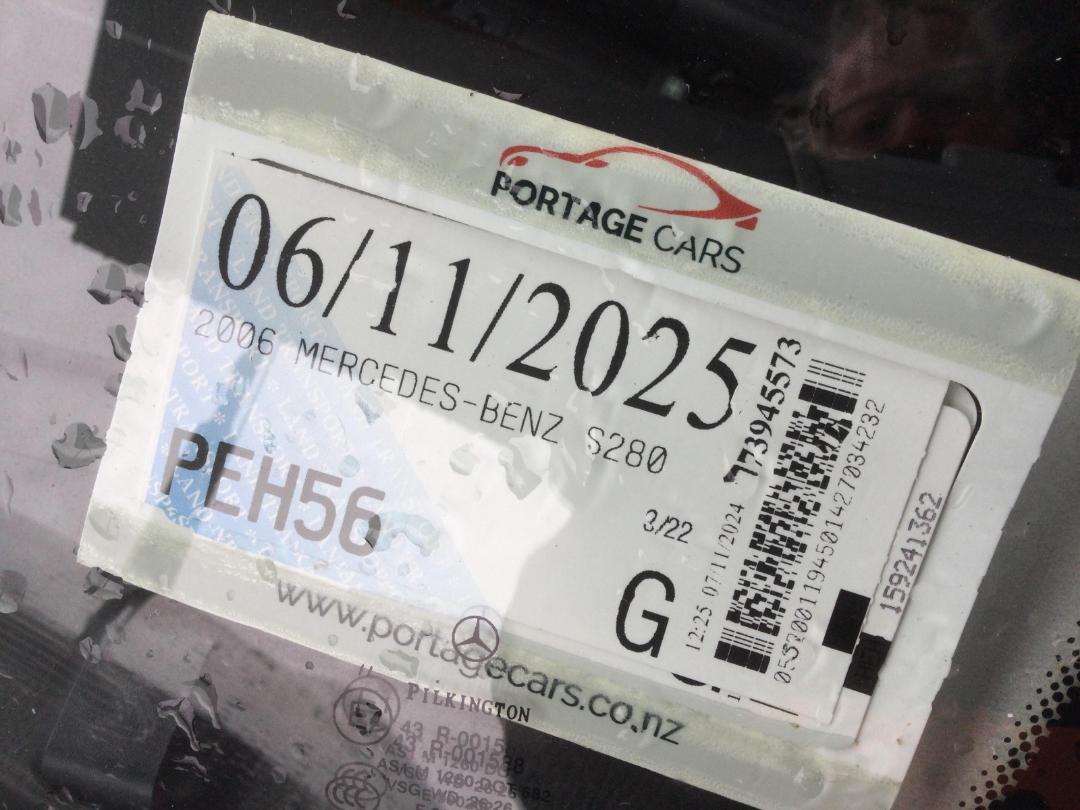 PORTAGE CARS
06/11/2025
2006 MERCEDES-BENZ S280
PEH56
3/22
G
12:25 07/11/2024
173945573
159241362
www.portagecars.co.nz
PILKINGTON